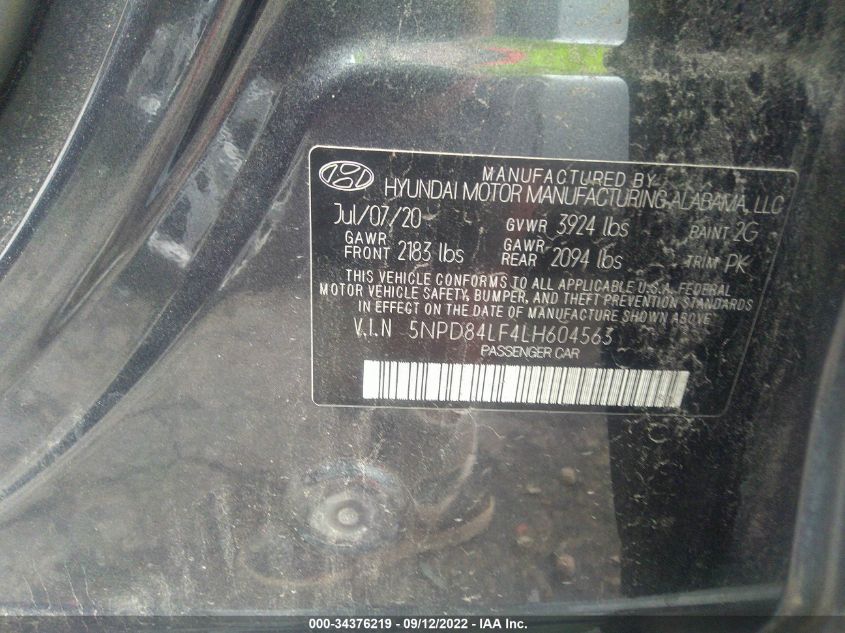 MANUFACTURED BY
HYUNDAI MOTOR MANUFACTURING ALABAMA, LLC
Jul/07/20 GVWR 3924 lbs PAINT 2G
GAWR FRONT 2183 lbs GAWR REAR 2094 lbs TRIM PK
THIS VEHICLE CONFORMS TO ALL APPLICABLE U.S.A. FEDERAL
MOTOR VEHICLE SAFETY, BUMPER, AND THEFT PREVENTION STANDARDS
IN EFFECT ON THE DATE OF MANUFACTURE SHOWN ABOVE.
V.I.N 5NPD84LF4LH604563
PASSENGER CAR
000-34376219 - 09/12/2022 - IAA Inc.